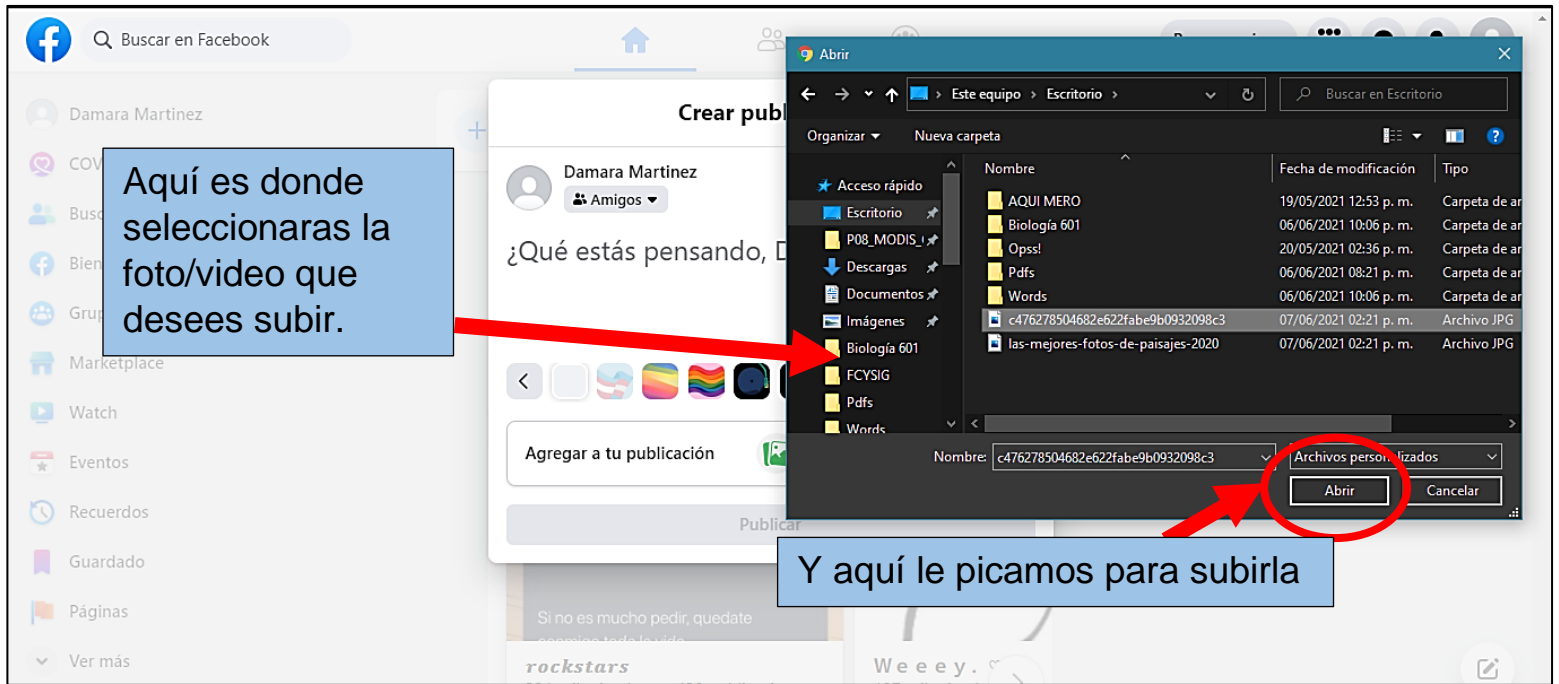 Buscar en Facebook
Damara Martinez
Aquí es donde
seleccionaras la
foto/video que
desees subir.
COV
Busc
Bien
Grup
Marketplace
Watch
Eventos
Recuerdos
Guardado
Páginas
Ver más
Crear publ
Damara Martinez
Amigos
¿Qué estás pensando, D
Agregar a tu publicación
Publicar
Si no es mucho pedir, quedate
conmigo toda la vida
rockstars
W e e e y .
Abrir
Este equipo > Escritorio >
Buscar en Escritorio
Organizar
Nueva carpeta
Acceso rápido
Escritorio
P08_MODIS_
Descargas
Documentos
Imágenes
Biología 601
FCYSIG
Pdfs
Words
Nombre Fecha de modificación Tipo
AQUI MERO 19/05/2021 12:53 p. m. Carpeta de ar
Biología 601 06/06/2021 10:06 p. m. Carpeta de ar
Opss! 20/05/2021 02:36 p. m. Carpeta de ar
Pdfs 06/06/2021 08:21 p. m. Carpeta de ar
Words 06/06/2021 10:06 p. m. Carpeta de ar
c476278504682e622fabe9b0932098c3 07/06/2021 02:21 p. m. Archivo JPG
las-mejores-fotos-de-paisajes-2020 07/06/2021 02:21 p. m. Archivo JPG
Nombre: c476278504682e622fabe9b0932098c3 Archivos personalizados
Abrir Cancelar
Y aquí le picamos para subirla